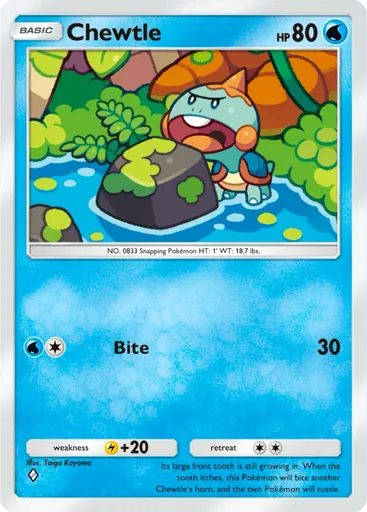 BASIC Chewtle HP 80
NO. 0833 Snapping Pokémon HT: 1' WT: 18.7 lbs.
Bite 30
weakness +20 retreat
Illus. Taiga Kayama
Its large front tooth is still growing in. When the
tooth itches, this Pokémon will bite another
Chewtle's horn, and the two Pokémon will tussle.